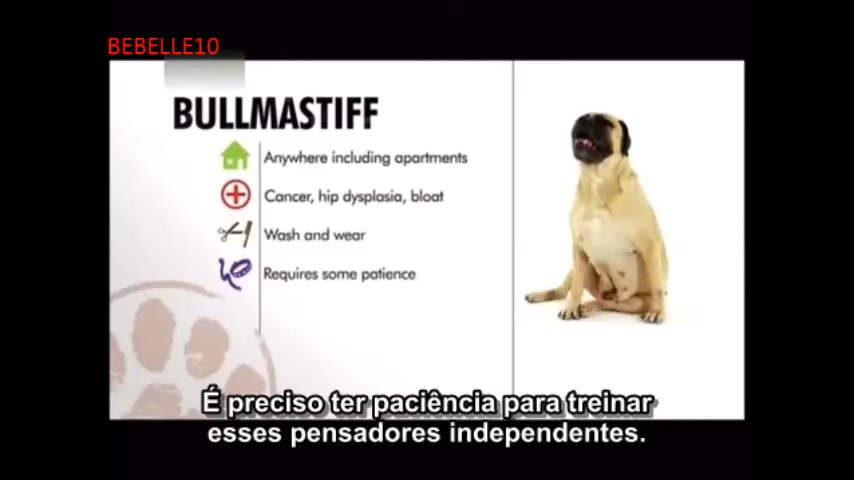 BEBELLE10
BULLMASTIFF
Anywhere including apartments
Cancer, hip dysplasia, bloat
Wash and wear
Requires some patience
É preciso ter paciência para treinar
esses pensadores independentes.